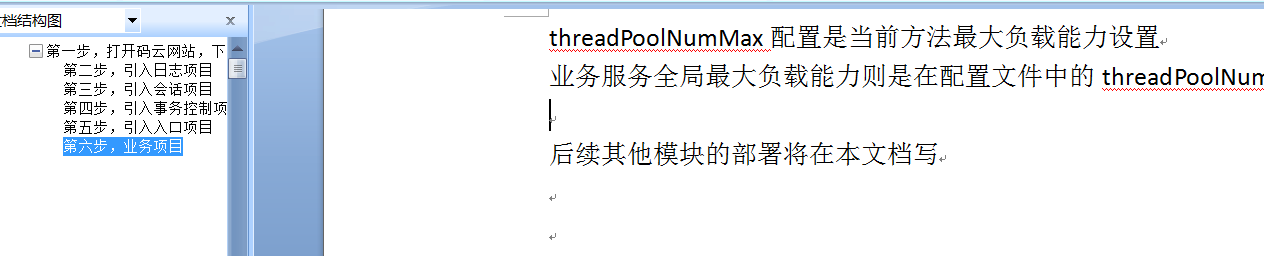 档结构图
第一步，打开码云网站，下
第二步，引入日志项目
第三步，引入会话项目
第四步，引入事务控制项
第五步，引入入口项目
第六步，业务项目
threadPoolNumMax 配置是当前方法最大负载能力设置
业务服务全局最大负载能力则是在配置文件中的 threadPoolNum
后续其他模块的部署将在本文档写